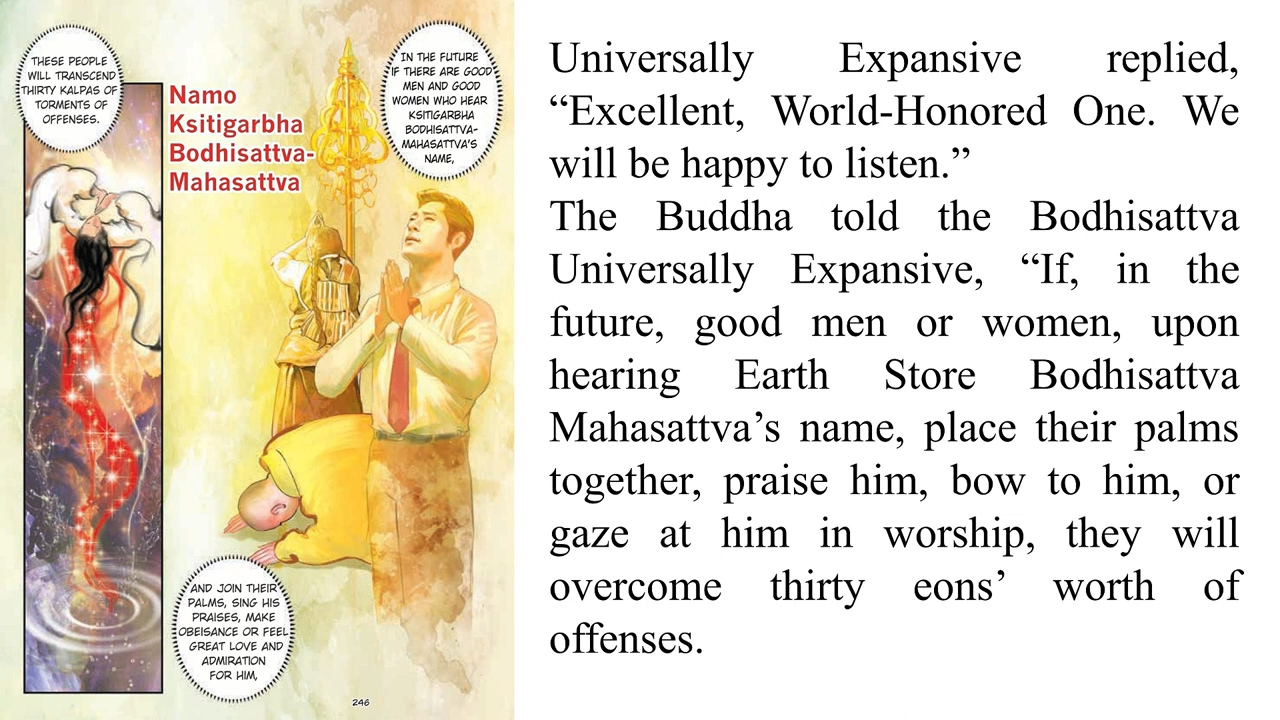 IN THE FUTURE
IF THERE ARE GOOD
MEN AND GOOD
WOMEN WHO HEAR
KSITIGARBHA
BODHISATTVA-
MAHASATTVA'S
NAME,
Namo
Ksitigarbha
Bodhisattva-
Mahasattva
AND JOIN THEIR
PALMS, SING HIS
PRAISES, MAKE
OBEISANCE OR FEEL
GREAT LOVE AND
ADMIRATION
FOR HIM,
THESE PEOPLE
WILL TRANSCEND
THIRTY KALPAS OF
TORMENTS OF
OFFENSES.
246
Universally Expansive replied,
“Excellent, World-Honored One. We
will be happy to listen.”
The Buddha told the Bodhisattva
Universally Expansive, “If, in the
future, good men or women, upon
hearing Earth Store Bodhisattva
Mahasattva’s name, place their palms
together, praise him, bow to him, or
gaze at him in worship, they will
overcome thirty eons’ worth of
offenses.